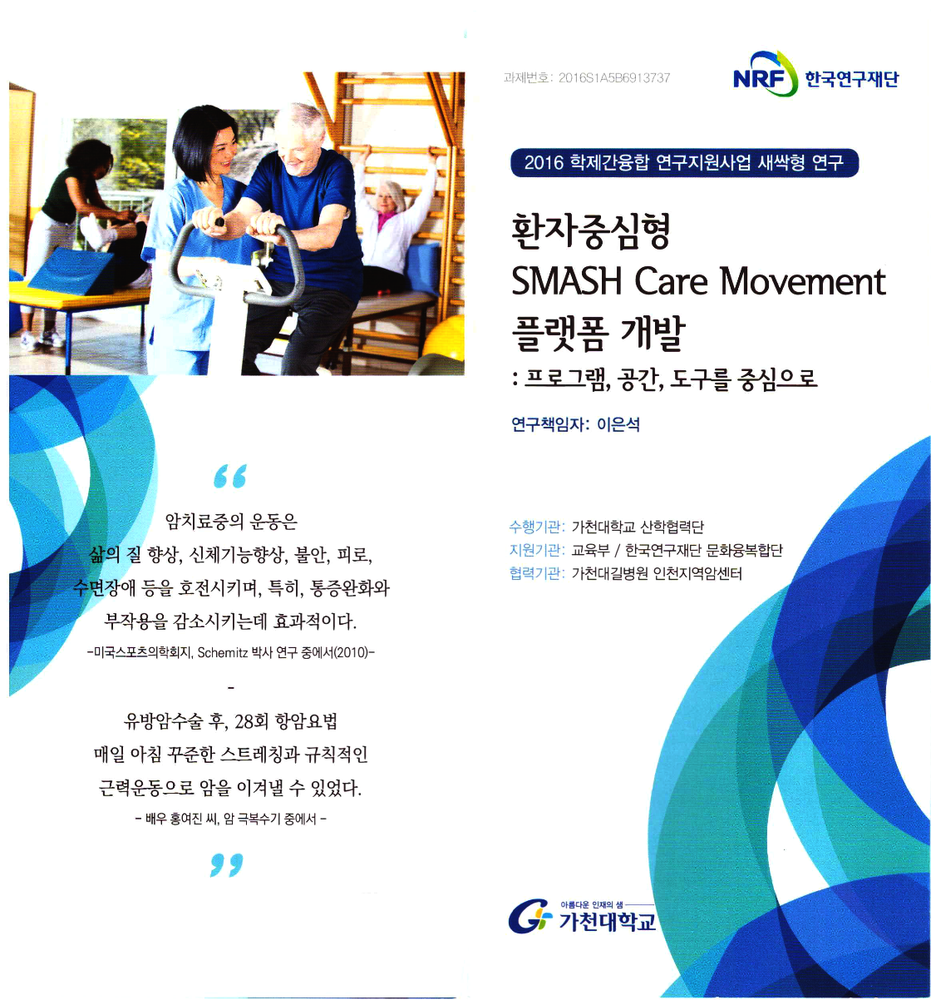 과제번호: 2016S1A5B6913737
NRF 한국연구재단
2016 학제간융합 연구지원사업 새싹형 연구
환자중심형
SMASH Care Movement
플랫폼 개발
: 프로그램, 공간, 도구를 중심으로
연구책임자: 이은석
수행기관: 가천대학교 산학협력단
지원기관: 교육부 / 한국연구재단 문화융복합단
협력기관: 가천대길병원 인천지역암센터
아름다운 인재의 샘
가천대학교
“
암치료중의 운동은
삶의 질 향상, 신체기능향상, 불안, 피로,
수면장애 등을 호전시키며, 특히, 통증완화와
부작용을 감소시키는데 효과적이다.
-미국스포츠의학회지, Schemitz 박사 연구 중에서(2010)-
-
유방암수술 후, 28회 항암요법
매일 아침 꾸준한 스트레칭과 규칙적인
근력운동으로 암을 이겨낼 수 있었다.
- 배우 홍여진 씨, 암 극복수기 중에서 -
”